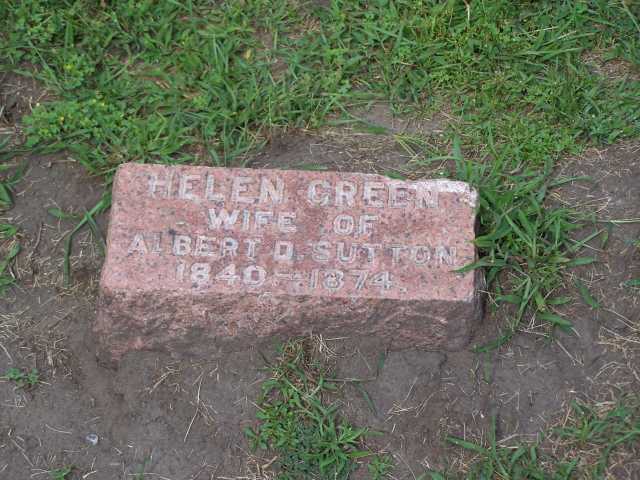 HELEN GREEN
WIFE OF
ALBERT D. SUTTON
1840–1874.